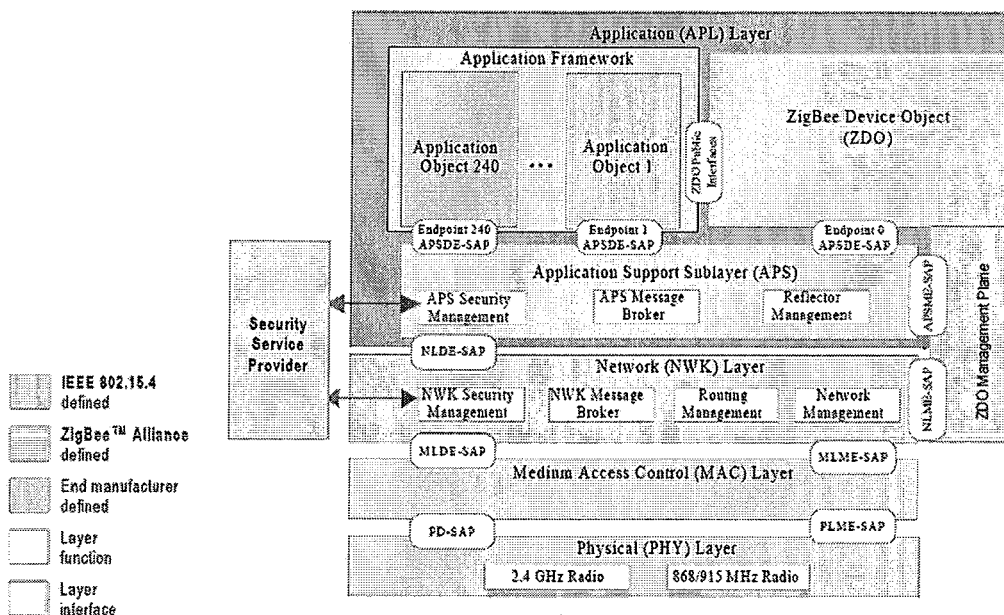 Application (APL) Layer
Application Framework
Application
Object 240
...
Application
Object 1
ZDO Public
Interfaces
ZigBee Device Object
(ZDO)
Endpoint 240
APSDE-SAP
Endpoint 1
APSDE-SAP
Endpoint 0
APSDE-SAP
Application Support Sublayer (APS)
APS Security
Management
APS Message
Broker
Reflector
Management
APSME-SAP
ZDO Management Plane
Security
Service
Provider
NLDE-SAP
Network (NWK) Layer
NWK Security
Management
NWK Message
Broker
Routing
Management
Network
Management
NLME-SAP
MLDE-SAP
MLME-SAP
Medium Access Control (MAC) Layer
PD-SAP
PLME-SAP
Physical (PHY) Layer
2.4 GHz Radio
868/915 MHz Radio
IEEE 802.15.4
defined
ZigBee™ Alliance
defined
End manufacturer
defined
Layer
function
Layer
interface